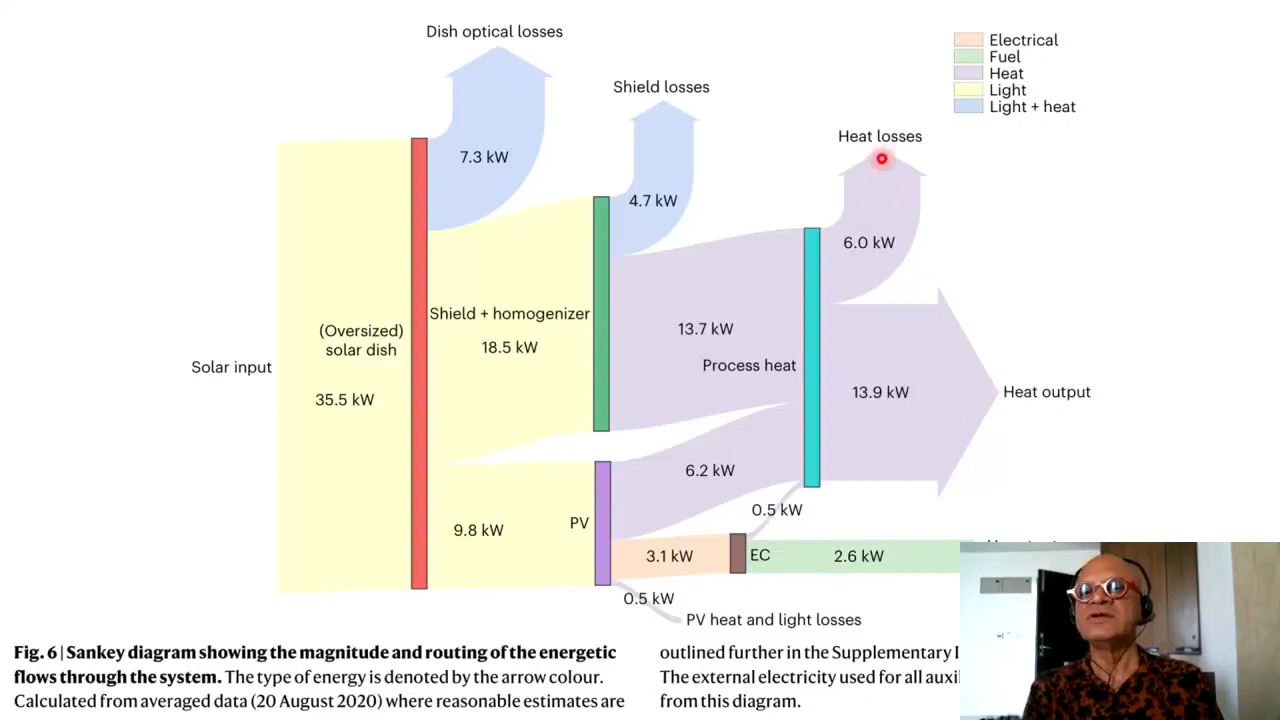 Dish optical losses
Electrical
Fuel
Heat
Light
Light + heat
Shield losses
Heat losses
7.3 kW
4.7 kW
6.0 kW
Shield + homogenizer
18.5 kW
(Oversized)
solar dish
Solar input
35.5 kW
13.7 kW
Process heat
13.9 kW
Heat output
6.2 kW
0.5 kW
9.8 kW
PV
3.1 kW
EC
2.6 kW
0.5 kW
PV heat and light losses
Fig. 6 | Sankey diagram showing the magnitude and routing of the energetic
flows through the system. The type of energy is denoted by the arrow colour.
Calculated from averaged data (20 August 2020) where reasonable estimates are
outlined further in the Supplementary
The external electricity used for all
from this diagram.